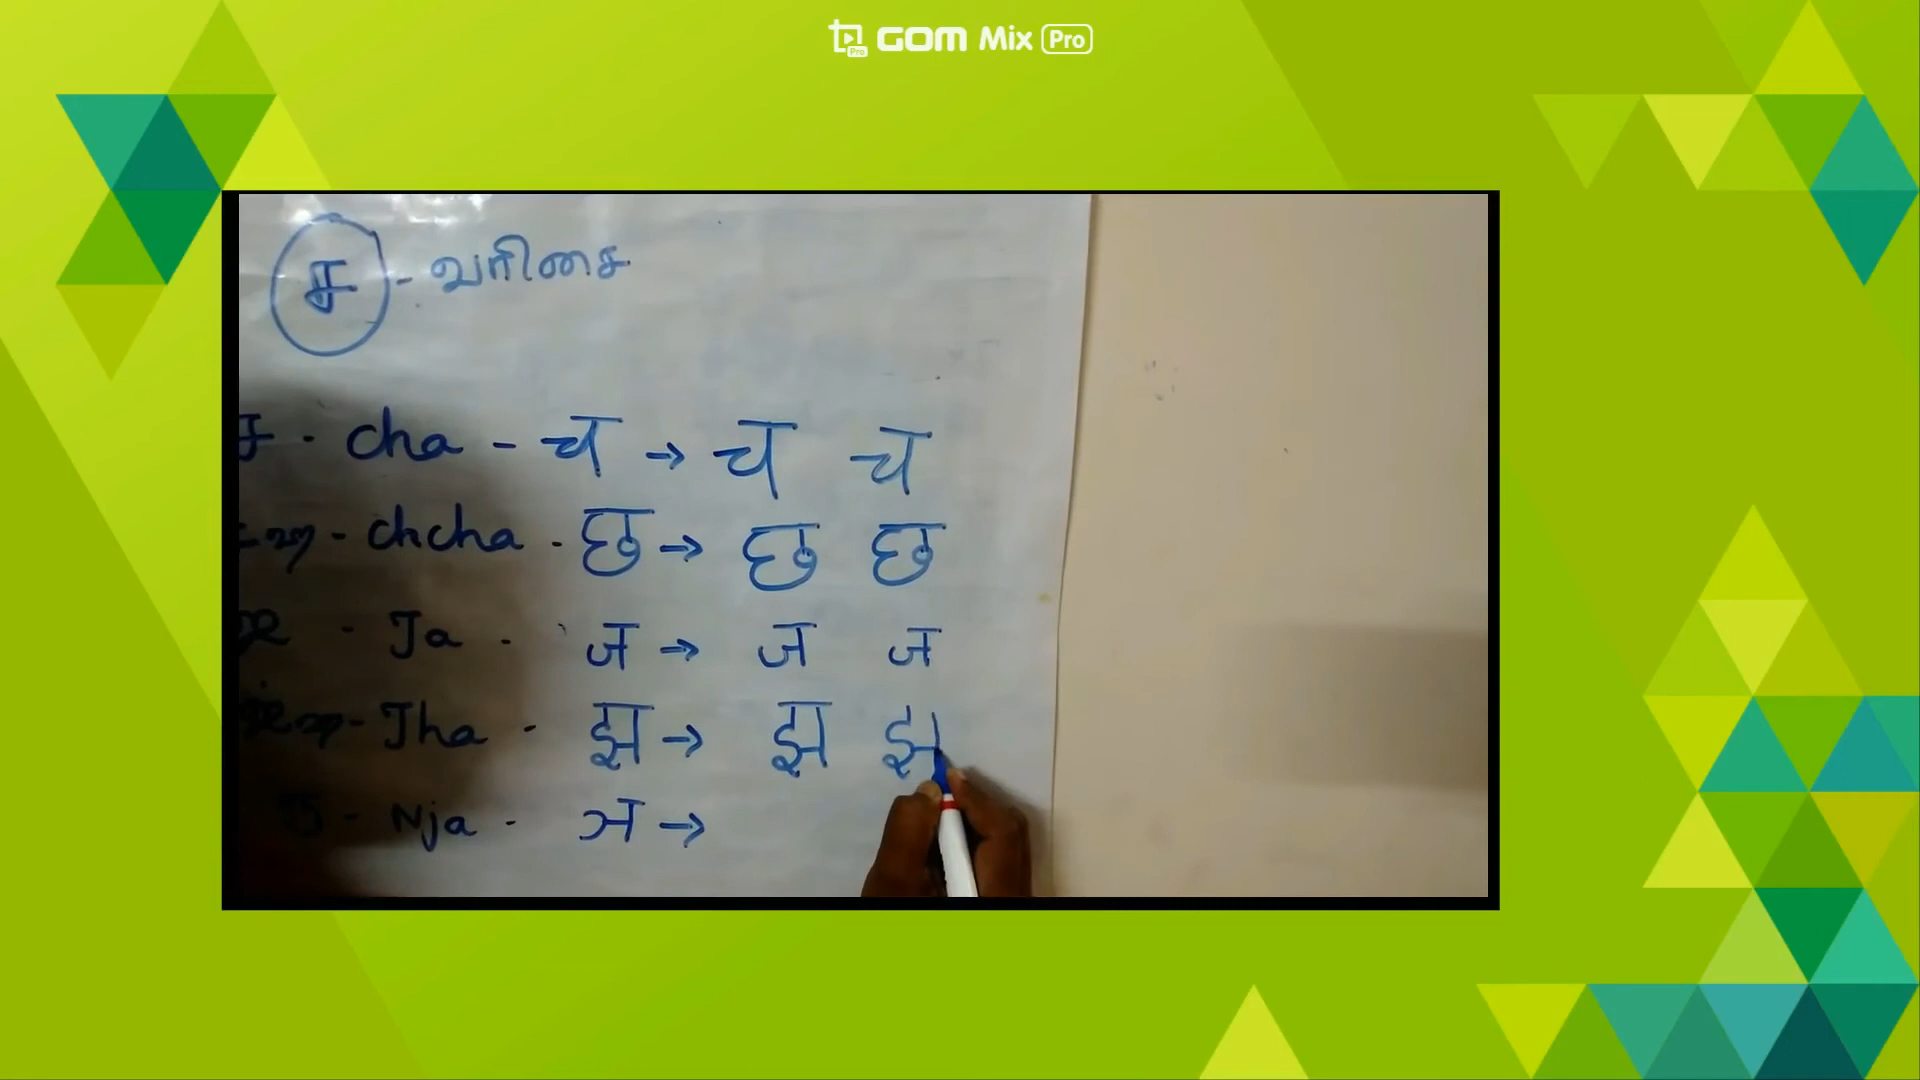 GOM Mix Pro
ச - வரிசை
ச - cha - च → च च
chcha - छ → छ छ
Ja - ज → ज ज
Jha - झ → झ झ
Nja - ञ →